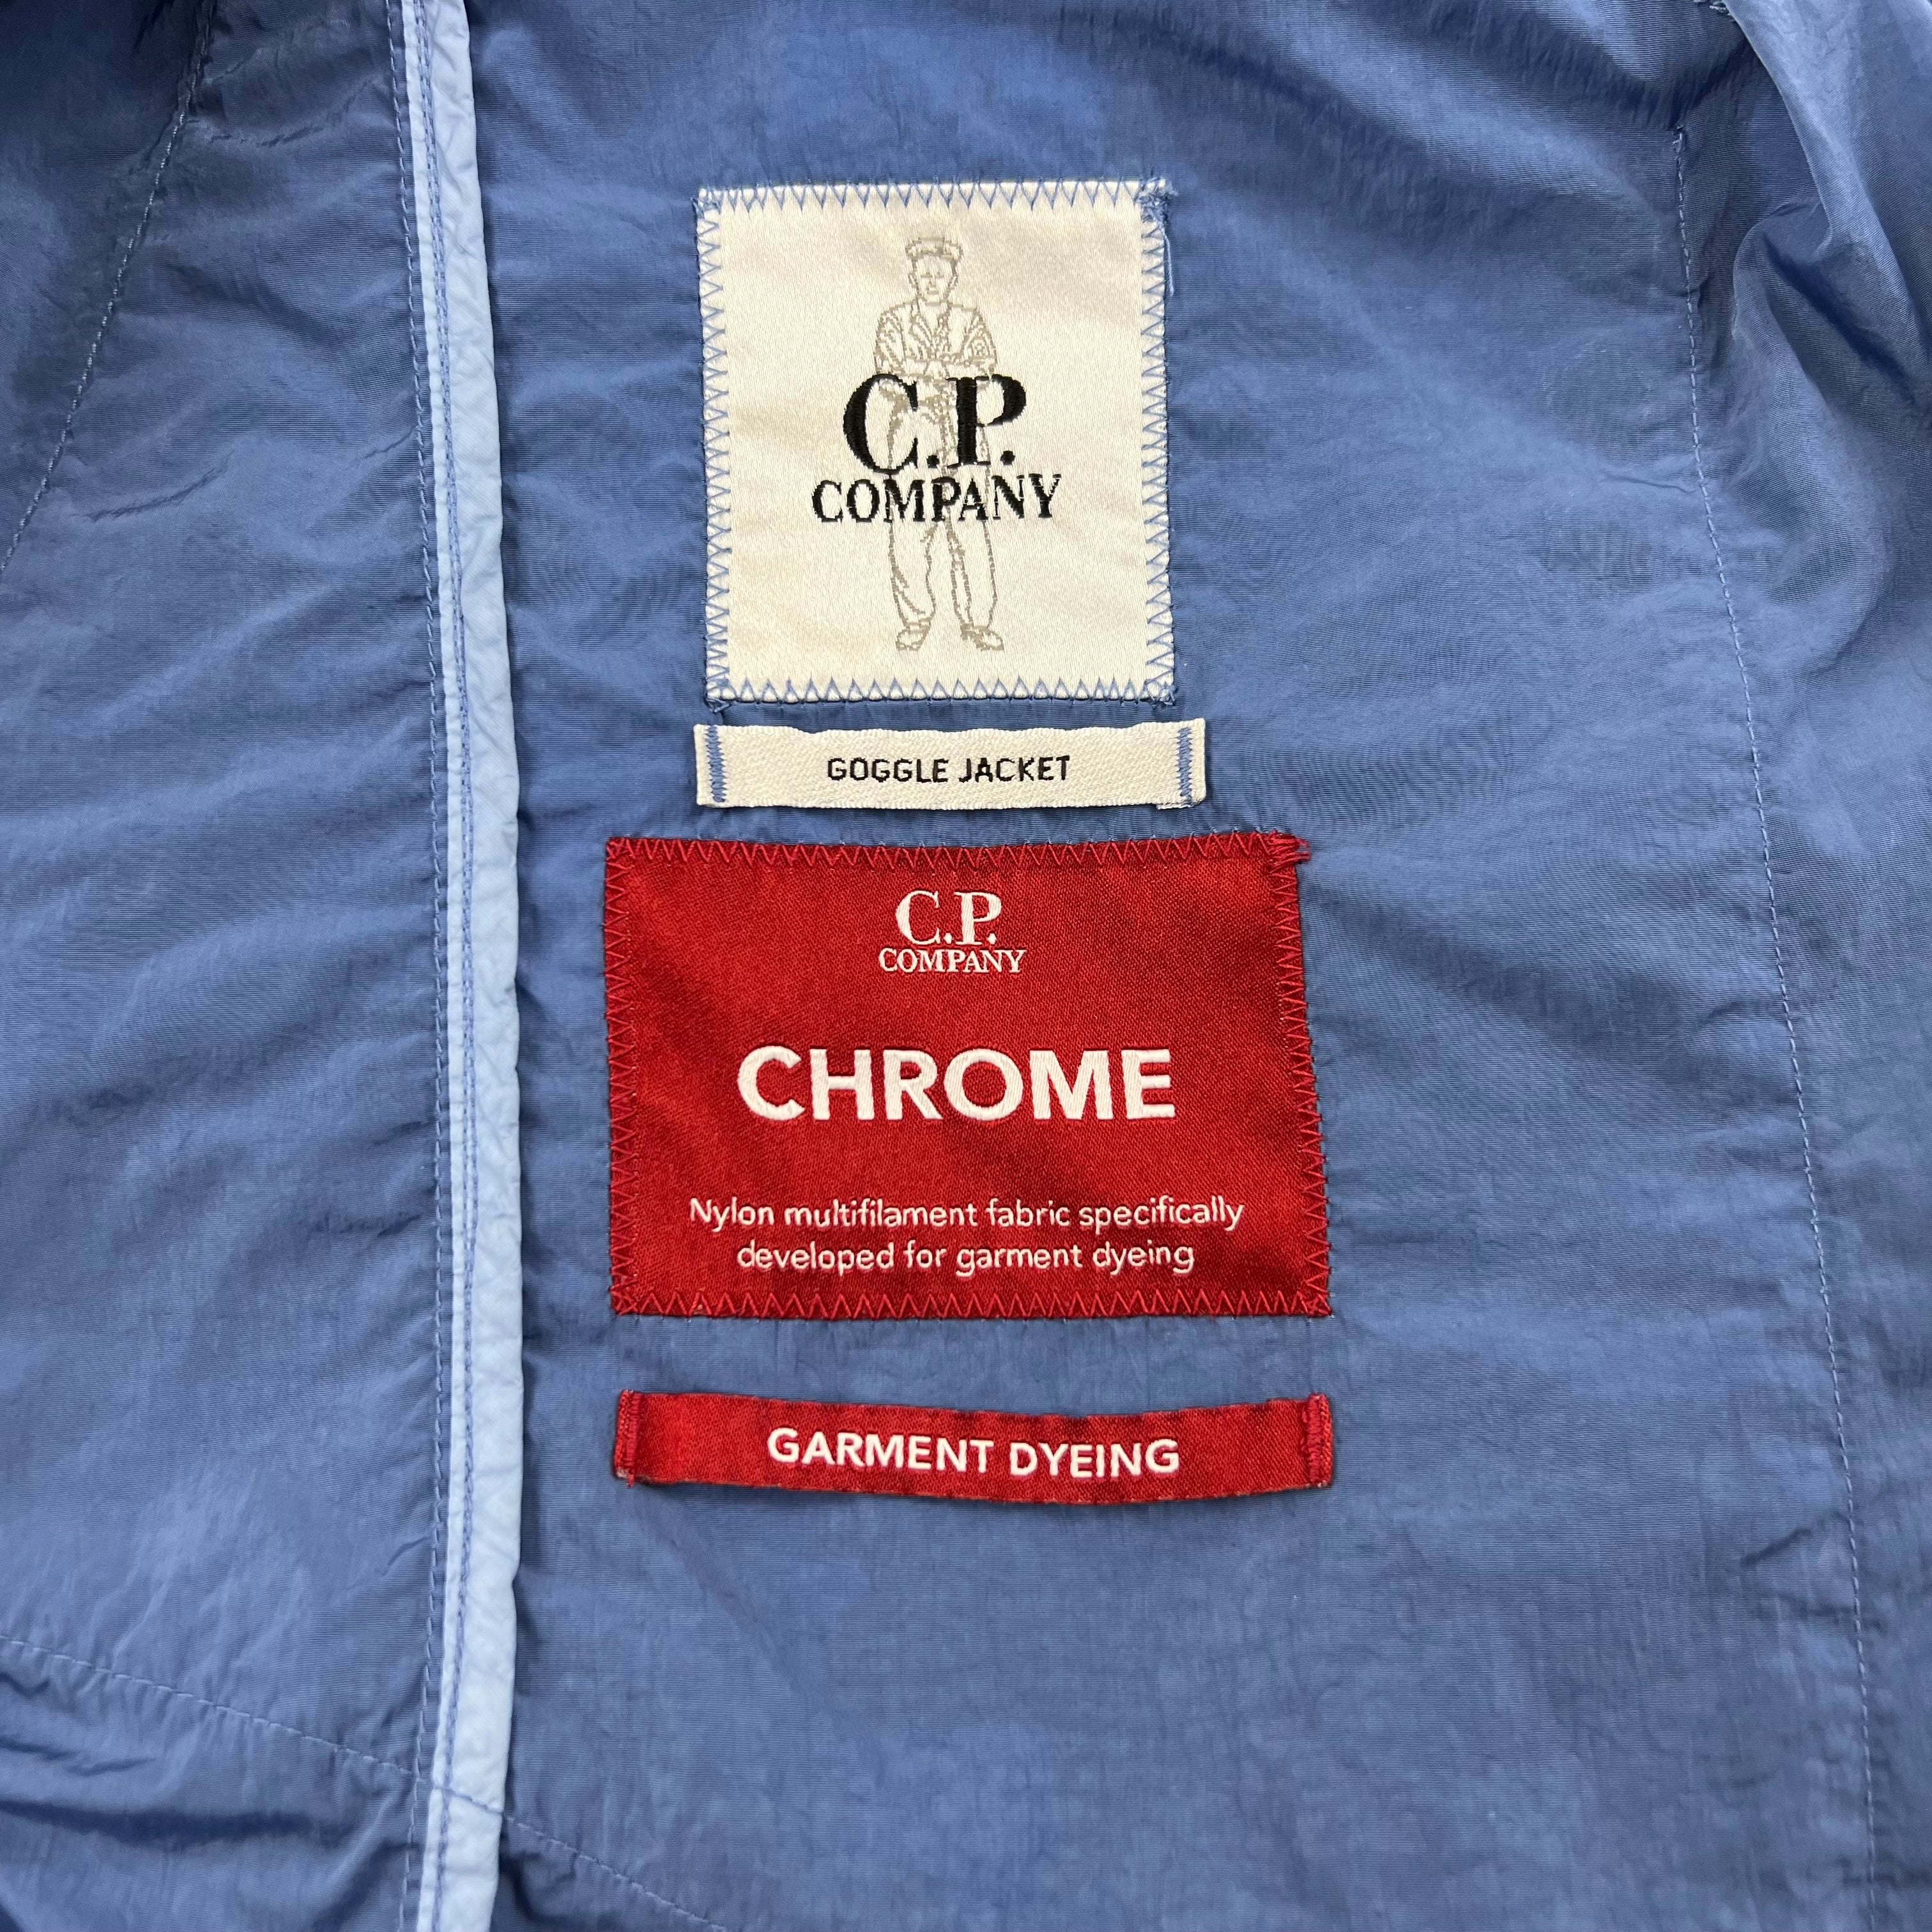 C.P.
COMPANY
GOGGLE JACKET
C.P.
COMPANY
CHROME
Nylon multifilament fabric specifically
developed for garment dyeing
GARMENT DYEING